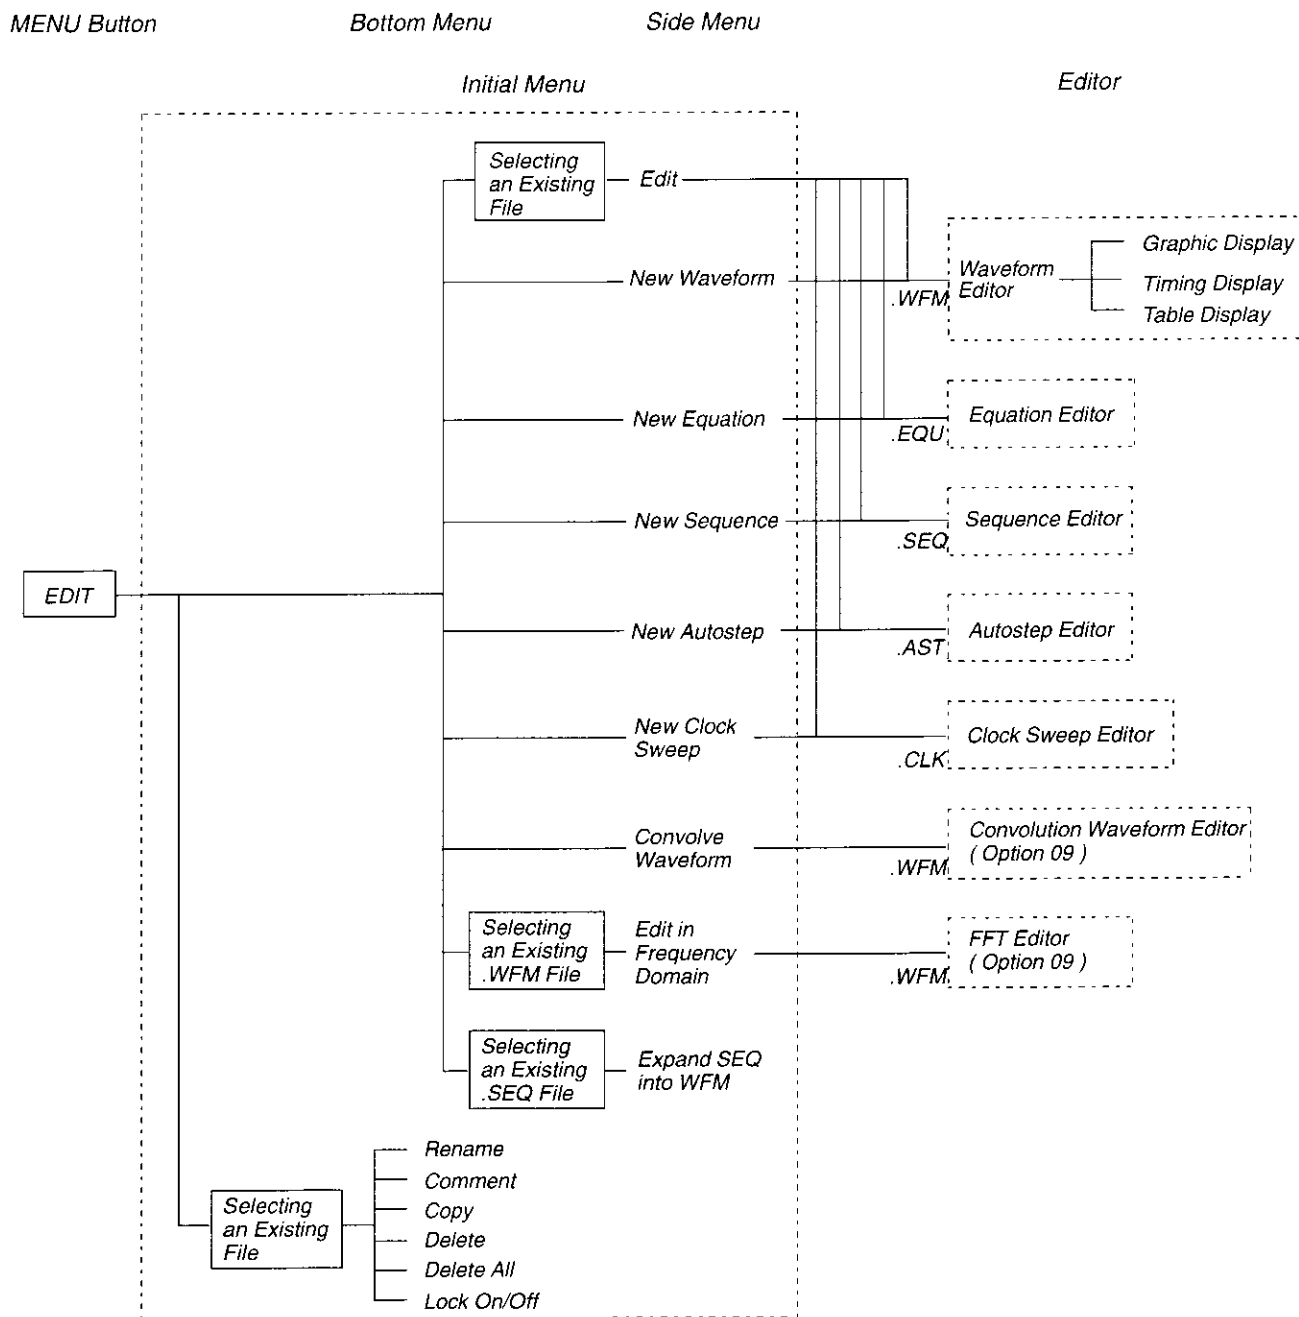 MENU Button Bottom Menu Side Menu
Initial Menu Editor
Selecting
an Existing
File
Edit
New Waveform
.WFM
Waveform
Editor
Graphic Display
Timing Display
Table Display
New Equation
.EQU
Equation Editor
New Sequence
.SEQ
Sequence Editor
EDIT
New Autostep
.AST
Autostep Editor
New Clock
Sweep
.CLK
Clock Sweep Editor
Convolve
Waveform
.WFM
Convolution Waveform Editor
( Option 09 )
Selecting
an Existing
.WFM File
Edit in
Frequency
Domain
.WFM
FFT Editor
( Option 09 )
Selecting
an Existing
.SEQ File
Expand SEQ
into WFM
Selecting
an Existing
File
Rename
Comment
Copy
Delete
Delete All
Lock On/Off